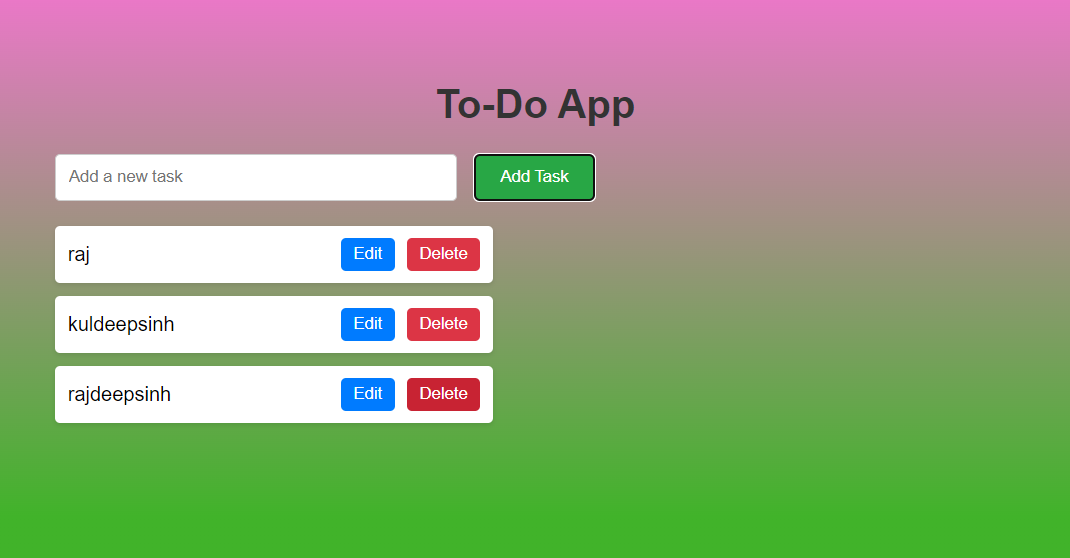 To-Do App
Add a new task Add Task
raj Edit Delete
kuldeepsinh Edit Delete
rajdeepsinh Edit Delete